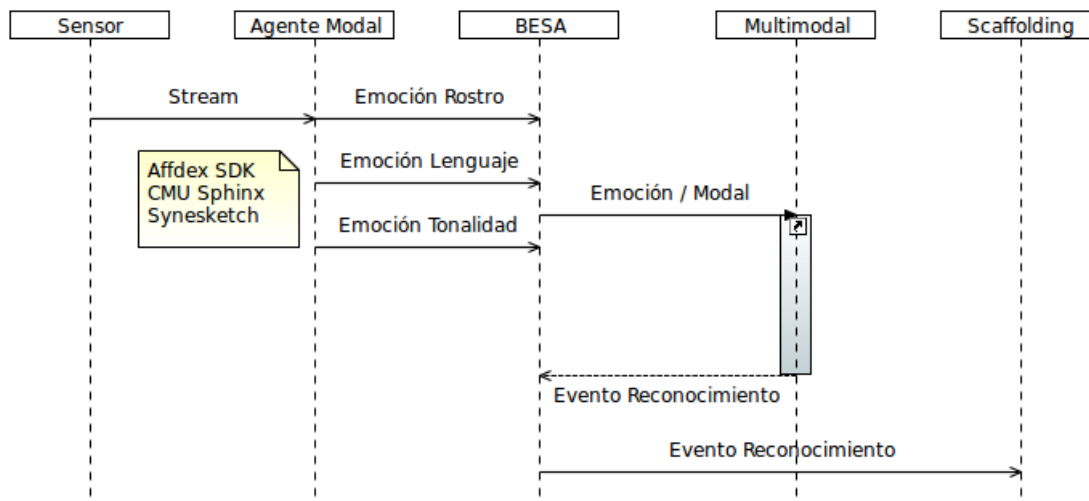 Sensor
Agente Modal
BESA
Multimodal
Scaffolding
Stream
Emoción Rostro
Affdex SDK
CMU Sphinx
Synesketch
Emoción Lenguaje
Emoción / Modal
Emoción Tonalidad
Evento Reconocimiento
Evento Reconocimiento